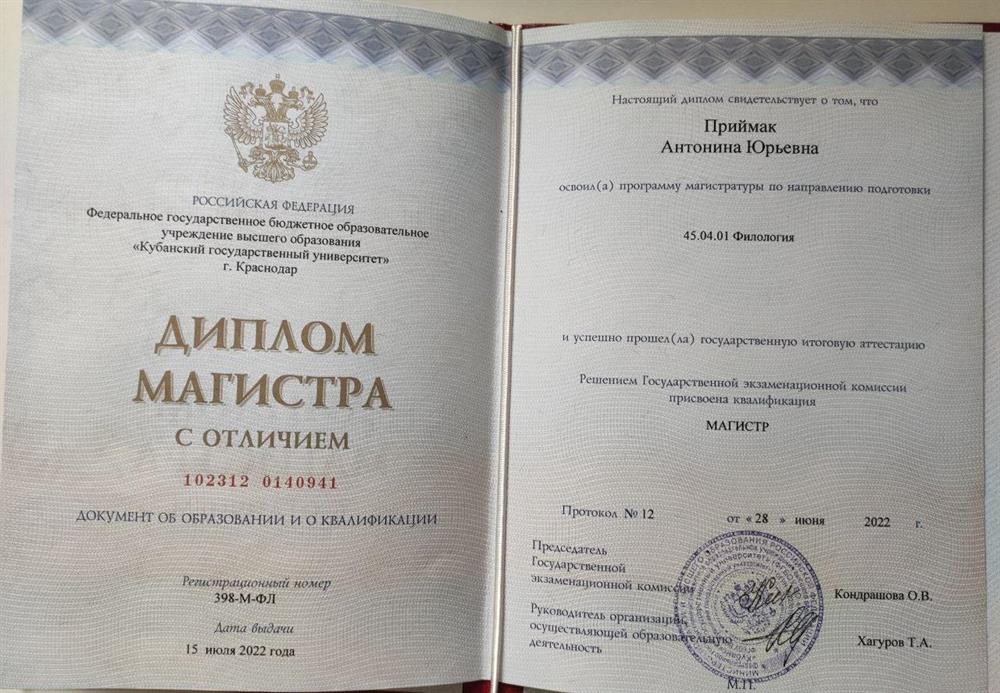 РОССИЙСКАЯ ФЕДЕРАЦИЯ
Федеральное государственное бюджетное образовательное
учреждение высшего образования
«Кубанский государственный университет»
г. Краснодар
ДИПЛОМ
МАГИСТРА
С ОТЛИЧИЕМ
102312 0140941
ДОКУМЕНТ ОБ ОБРАЗОВАНИИ И О КВАЛИФИКАЦИИ
Регистрационный номер
398-М-ФЛ
Дата выдачи
15 июля 2022 года
Настоящий диплом свидетельствует о том, что
Приймак
Антонина Юрьевна
освоил(а) программу магистратуры по направлению подготовки
45.04.01 Филология
и успешно прошел(ла) государственную итоговую аттестацию
Решением Государственной экзаменационной комиссии
присвоена квалификация
МАГИСТР
Протокол № 12 от « 28 » июня 2022 г.
Председатель
Государственной
экзаменационной комиссии Кондрашова О.В.
Руководитель организации,
осуществляющей образовательную
деятельность Хагуров Т.А.
М.П.